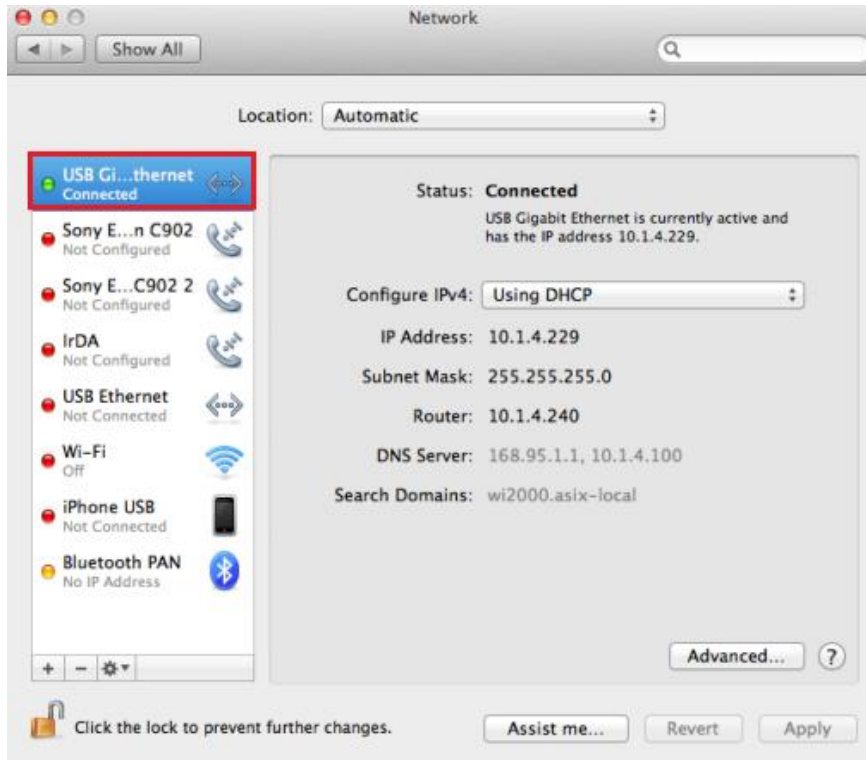 Network
Show All
Location: Automatic
USB Gi...thernet
Connected
Sony E...n C902
Not Configured
Sony E...C902 2
Not Configured
IrDA
Not Configured
USB Ethernet
Not Connected
Wi-Fi
Off
iPhone USB
Not Connected
Bluetooth PAN
No IP Address
Status: Connected
USB Gigabit Ethernet is currently active and
has the IP address 10.1.4.229.
Configure IPv4: Using DHCP
IP Address: 10.1.4.229
Subnet Mask: 255.255.255.0
Router: 10.1.4.240
DNS Server: 168.95.1.1, 10.1.4.100
Search Domains: wi2000.asix-local
Advanced... ?
+ −
Click the lock to prevent further changes.
Assist me... Revert Apply